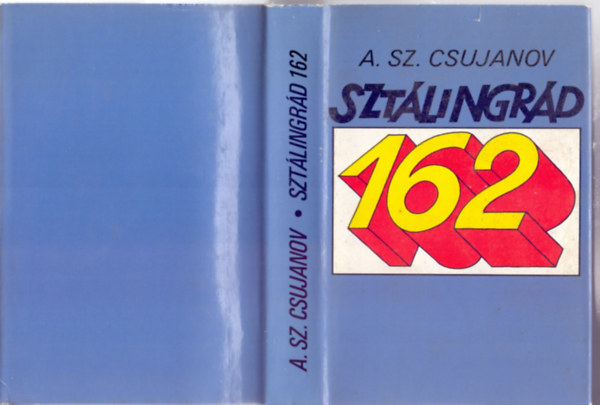 A. SZ. CSUJANOV • SZTÁLINGRÁD 162
A. SZ. CSUJANOV
SZTÁLINGRÁD
162